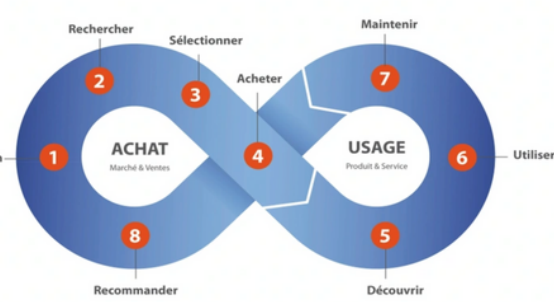 Rechercher
Sélectionner
Acheter
Maintenir
2
3
7
1
ACHAT
Marché & Ventes
4
USAGE
Produit & Service
6
Utiliser
8
5
Recommander
Découvrir